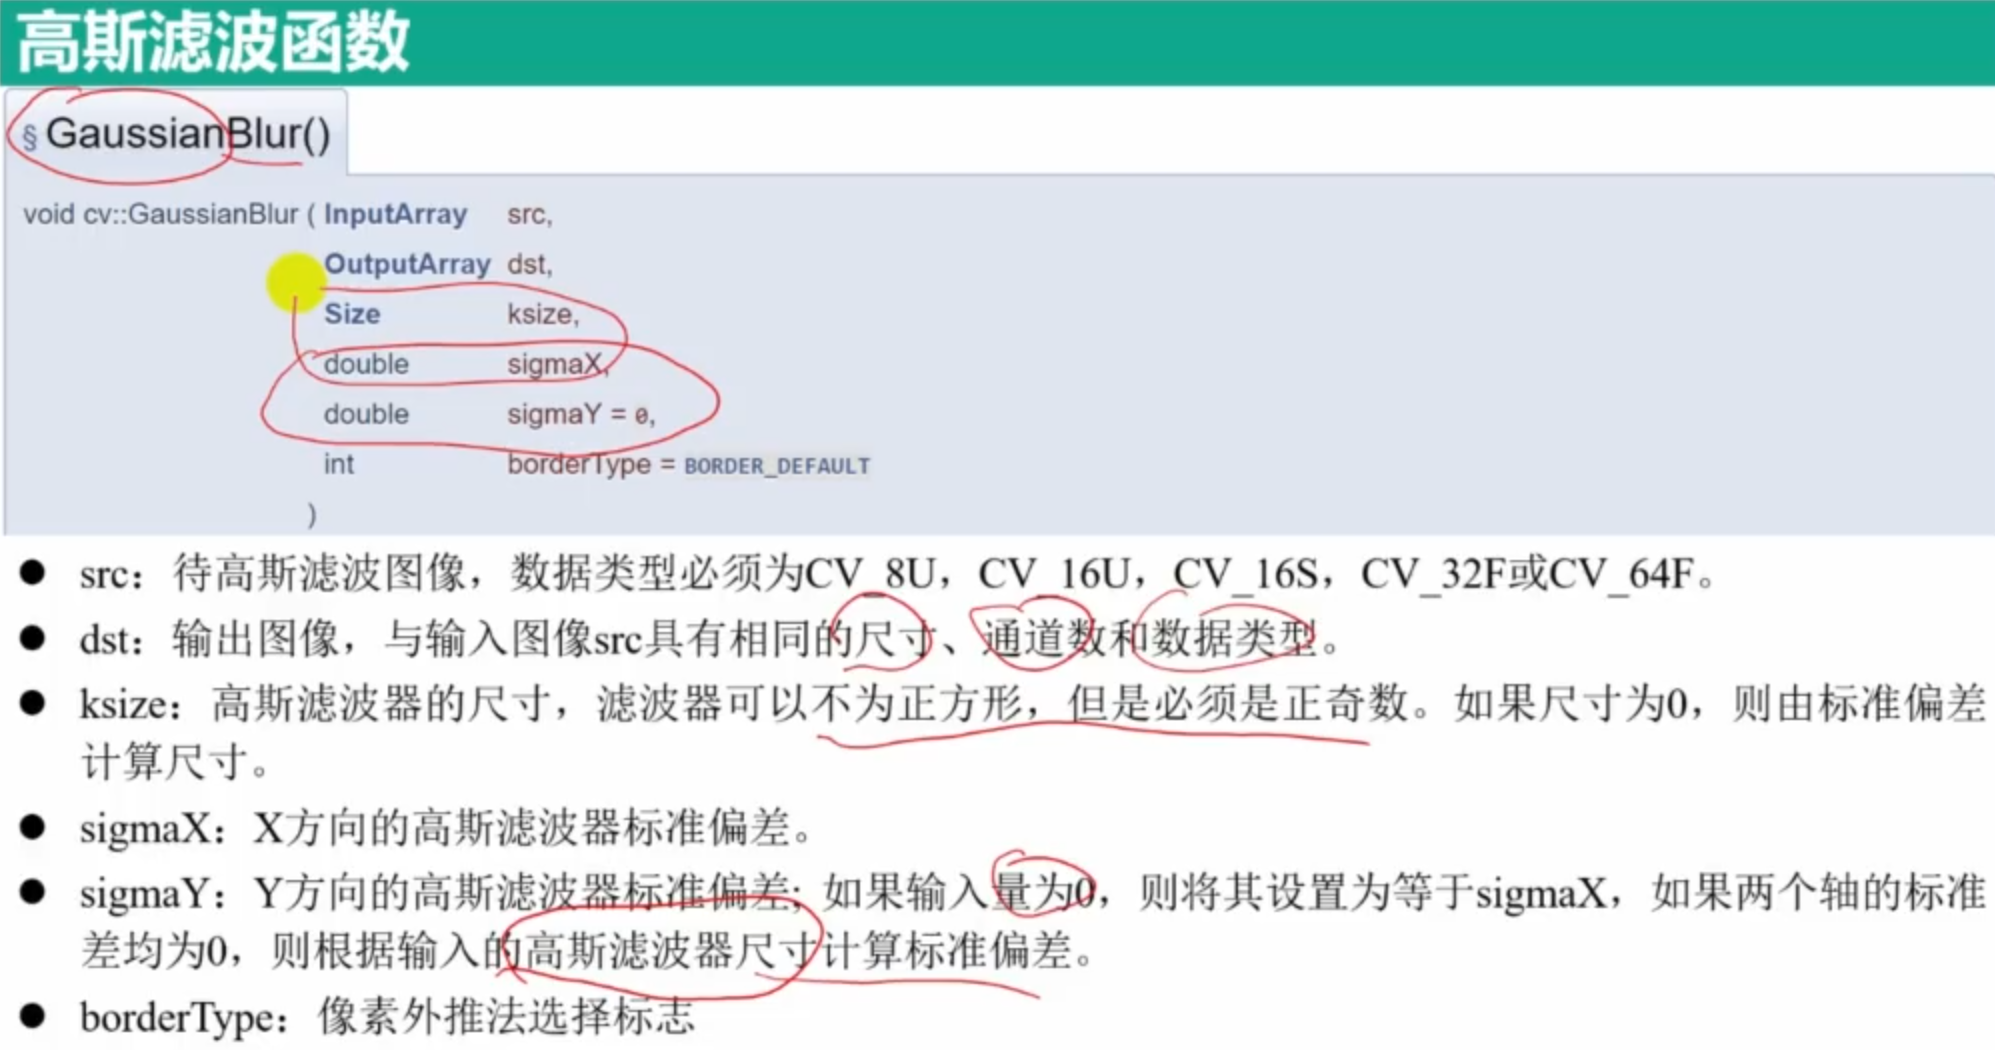 高斯滤波函数
§ GaussianBlur()
void cv::GaussianBlur ( InputArray src,
OutputArray dst,
Size ksize,
double sigmaX,
double sigmaY = 0,
int borderType = BORDER_DEFAULT
)
● src：待高斯滤波图像，数据类型必须为CV_8U，CV_16U，CV_16S，CV_32F或CV_64F。
● dst：输出图像，与输入图像src具有相同的尺寸、通道数和数据类型。
● ksize：高斯滤波器的尺寸，滤波器可以不为正方形，但是必须是正奇数。如果尺寸为0，则由标准偏差
计算尺寸。
● sigmaX：X方向的高斯滤波器标准偏差。
● sigmaY：Y方向的高斯滤波器标准偏差; 如果输入量为0，则将其设置为等于sigmaX，如果两个轴的标准
差均为0，则根据输入的高斯滤波器尺寸计算标准偏差。
● borderType：像素外推法选择标志